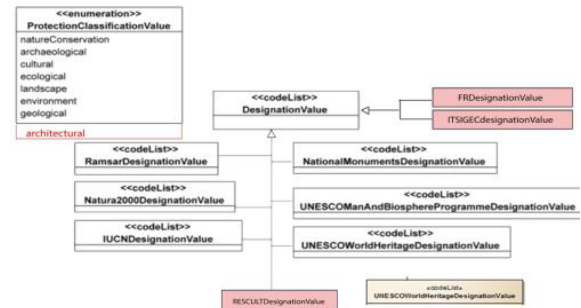 <<enumeration>>
ProtectionClassificationValue
natureConservation
archaeological
cultural
ecological
landscape
environment
geological
architectural
<<codeList>>
DesignationValue
FRDesignationValue
ITSIGECdesignationValue
<<codeList>>
RamsarDesignationValue
<<codeList>>
NationalMonumentsDesignationValue
<<codeList>>
Natura2000DesignationValue
<<codeList>>
UNESCOManAndBiosphereProgrammeDesignationValue
<<codeList>>
IUCNDesignationValue
<<codeList>>
UNESCOWorldHeritageDesignationValue
RESCULTDesignationValue
«codeList»
UNESCOWorldHeritageDesignationValue